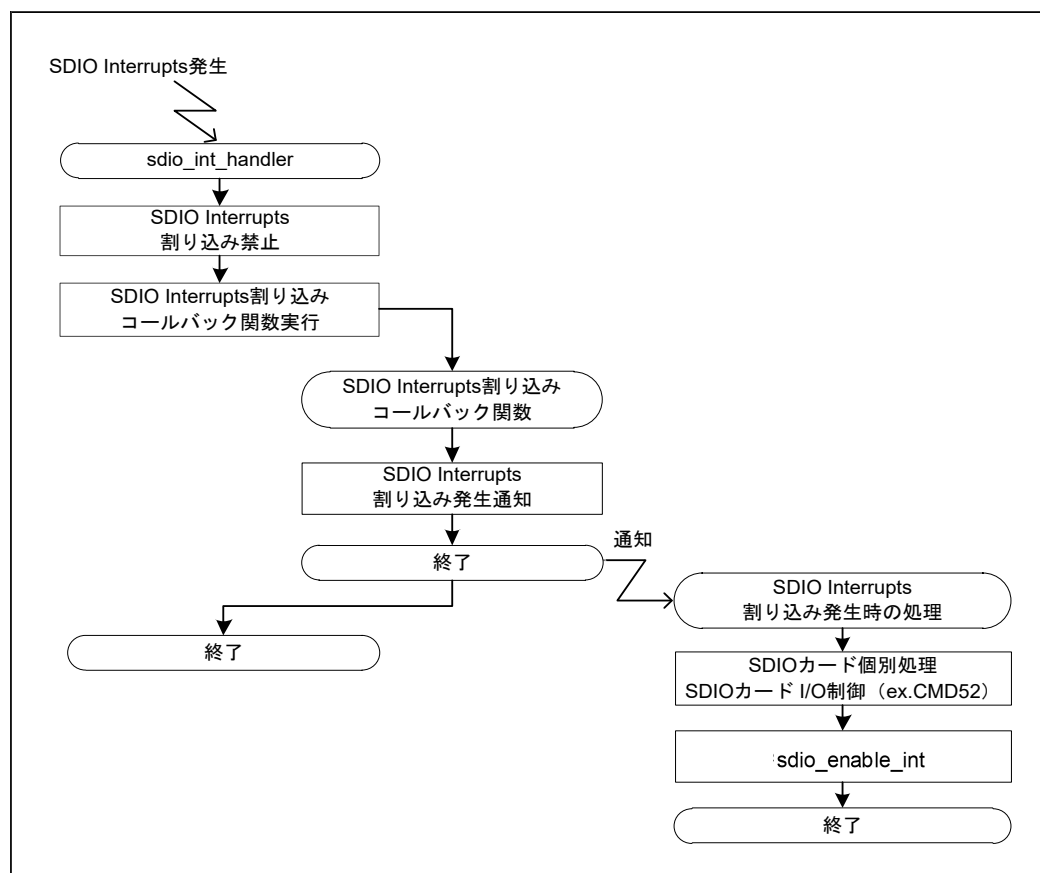 SDIO Interrupts発生
sdio_int_handler
SDIO Interrupts
割り込み禁止
SDIO Interrupts割り込み
コールバック関数実行
SDIO Interrupts割り込み
コールバック関数
SDIO Interrupts
割り込み発生通知
終了
通知
終了
SDIO Interrupts
割り込み発生時の処理
SDIOカード個別処理
SDIOカード I/O制御（ex.CMD52）
sdio_enable_int
終了